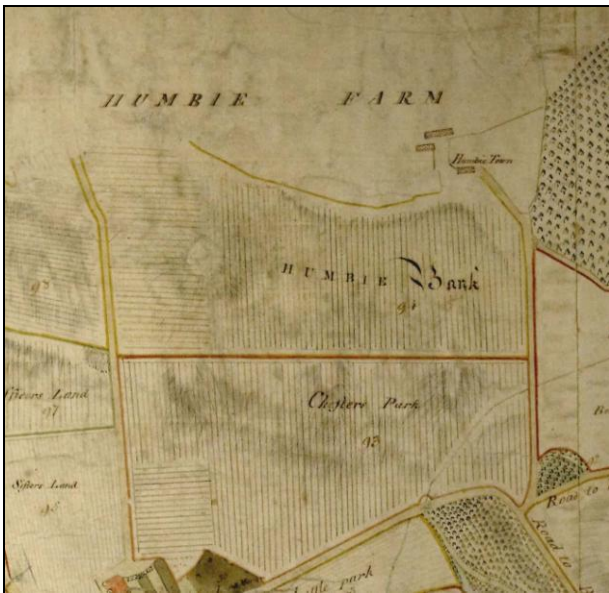 HUMBIE FARM
Humbie Town
HUMBIE Bank
94
Chesters Park
93
Land
97
Sisters Land
95
Road to
Road to
Little park